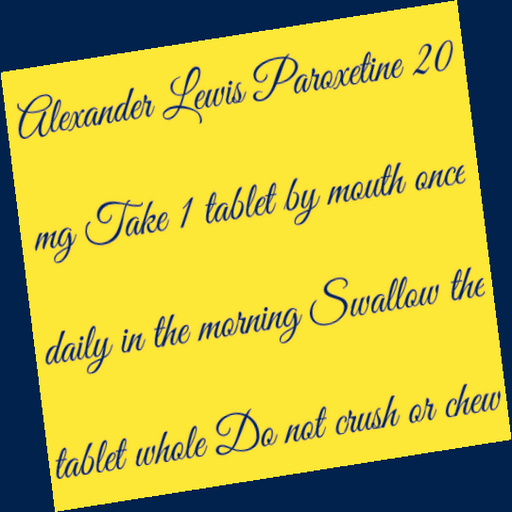 Alexander Lewis Paroxetine 20
mg Take 1 tablet by mouth once
daily in the morning Swallow the
tablet whole Do not crush or chew